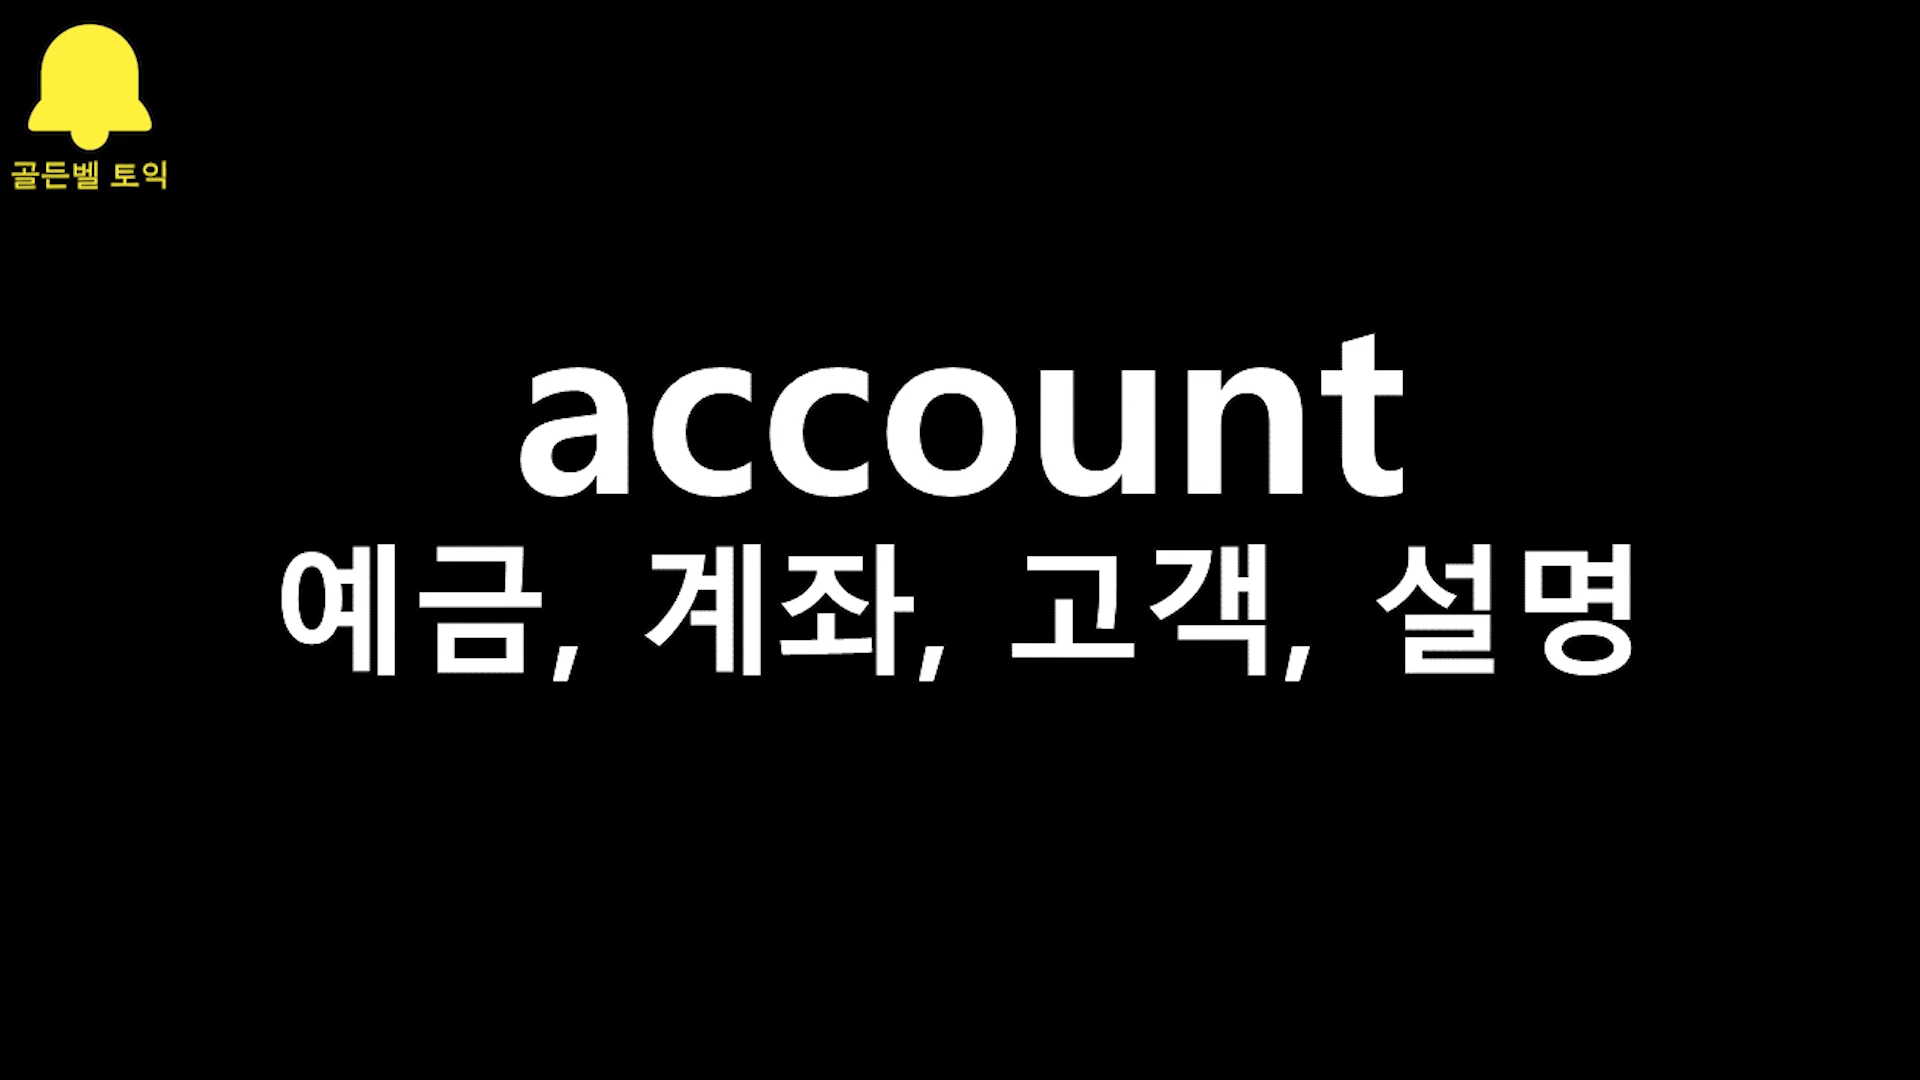 골든벨 토익
account
예금, 계좌, 고객, 설명